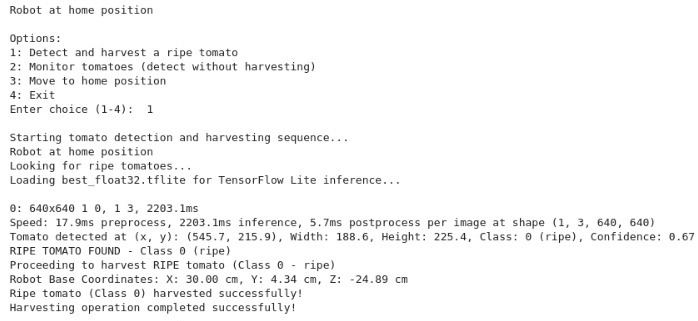 Robot at home position
Options:
1: Detect and harvest a ripe tomato
2: Monitor tomatoes (detect without harvesting)
3: Move to home position
4: Exit
Enter choice (1-4):  1
Starting tomato detection and harvesting sequence...
Robot at home position
Looking for ripe tomatoes...
Loading best_float32.tflite for TensorFlow Lite inference...
0: 640x640 1 0, 1 3, 2203.1ms
Speed: 17.9ms preprocess, 2203.1ms inference, 5.7ms postprocess per image at shape (1, 3, 640, 640)
Tomato detected at (x, y): (545.7, 215.9), Width: 188.6, Height: 225.4, Class: 0 (ripe), Confidence: 0.67
RIPE TOMATO FOUND - Class 0 (ripe)
Proceeding to harvest RIPE tomato (Class 0 - ripe)
Robot Base Coordinates: X: 30.00 cm, Y: 4.34 cm, Z: -24.89 cm
Ripe tomato (Class 0) harvested successfully!
Harvesting operation completed successfully!